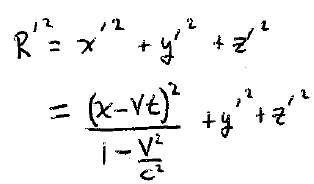 R'² = x'² + y'² + z'²
= (x-Vt)² / (1 - V²/c²) + y'² + z'²